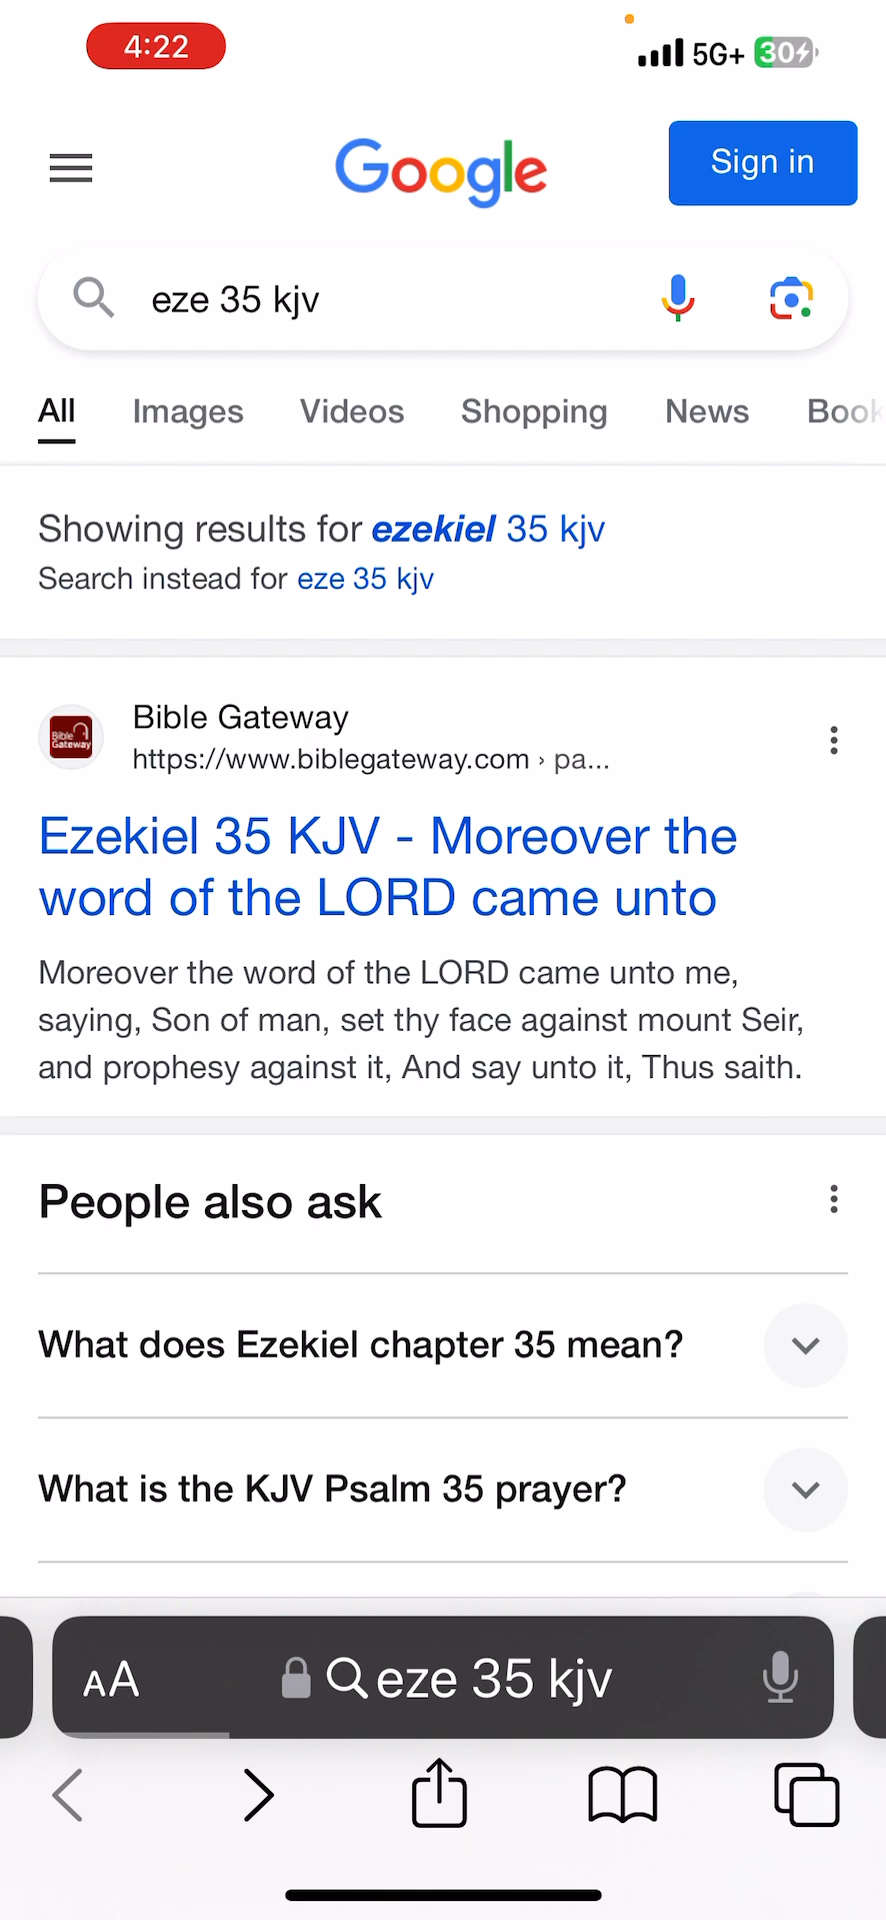 4:22
5G+ 30
Google
Sign in
eze 35 kjv
All Images Videos Shopping News Book
Showing results for ezekiel 35 kjv
Search instead for eze 35 kjv
Bible Gateway
Bible Gateway
https://www.biblegateway.com › pa...
Ezekiel 35 KJV - Moreover the
word of the LORD came unto
Moreover the word of the LORD came unto me,
saying, Son of man, set thy face against mount Seir,
and prophesy against it, And say unto it, Thus saith.
People also ask
What does Ezekiel chapter 35 mean?
What is the KJV Psalm 35 prayer?
AA eze 35 kjv